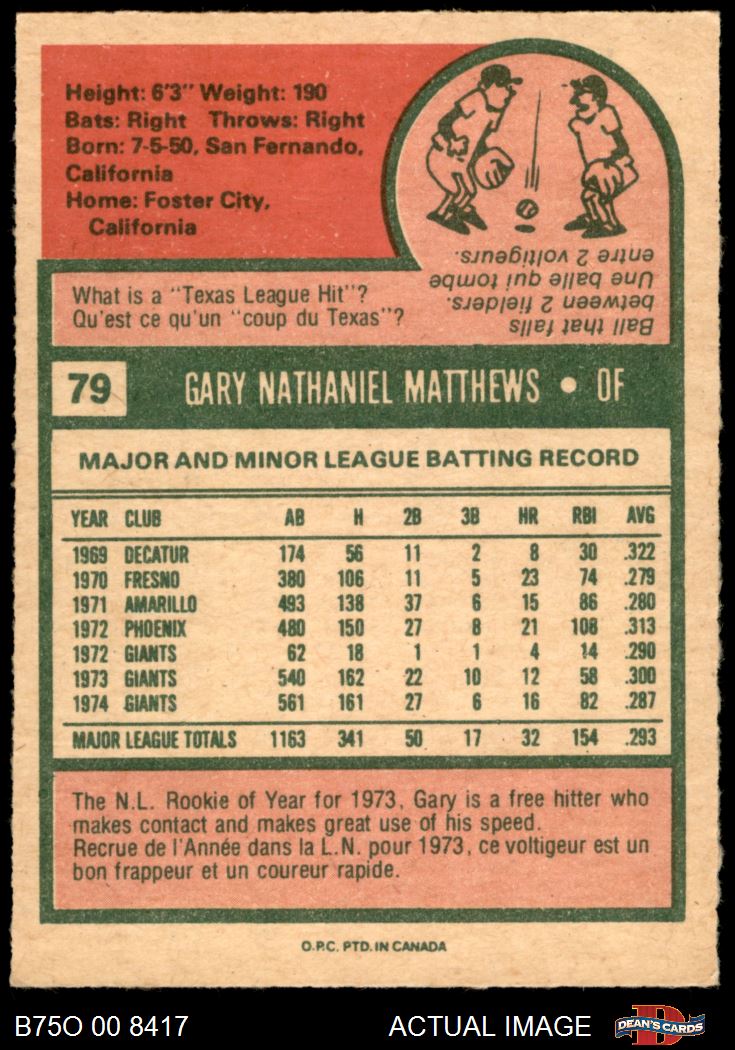 Height: 6'3" Weight: 190
Bats: Right Throws: Right
Born: 7-5-50, San Fernando,
California
Home: Foster City,
California
What is a "Texas League Hit"?
Qu'est ce qu'un "coup du Texas"?
Ball that falls
between 2 fielders.
Une balle qui tombe
entre 2 voltigeurs.
79 GARY NATHANIEL MATTHEWS • OF
MAJOR AND MINOR LEAGUE BATTING RECORD
YEAR CLUB AB H 2B 3B HR RBI AVG
1969 DECATUR 174 56 11 2 8 30 .322
1970 FRESNO 380 106 11 5 23 74 .279
1971 AMARILLO 493 138 37 6 15 86 .280
1972 PHOENIX 480 150 27 8 21 108 .313
1972 GIANTS 62 18 1 1 4 14 .290
1973 GIANTS 540 162 22 10 12 58 .300
1974 GIANTS 561 161 27 6 16 82 .287
MAJOR LEAGUE TOTALS 1163 341 50 17 32 154 .293
The N.L. Rookie of Year for 1973, Gary is a free hitter who
makes contact and makes great use of his speed.
Recrue de l'Année dans la L.N. pour 1973, ce voltigeur est un
bon frappeur et un coureur rapide.
O.P.C. PTD. IN CANADA
B75O 00 8417 ACTUAL IMAGE DEAN'S CARDS